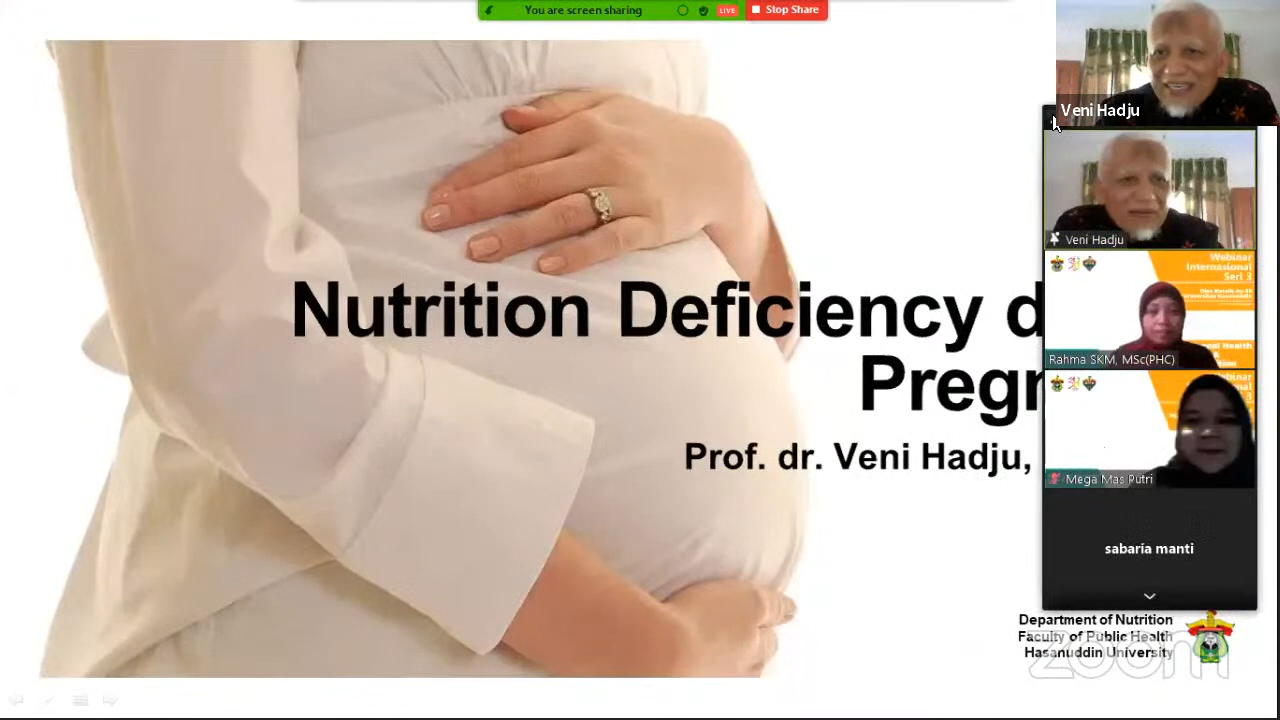 You are screen sharing
LIVE
Stop Share
Veni Hadju
Veni Hadju
Webinar
Internasional
Seri 3
Rahma SKM, MSc(PHC)
Mega Mas Putri
sabaria manti
Nutrition Deficiency d
Pregn
Prof. dr. Veni Hadju,
Department of Nutrition
Faculty of Public Health
Hasanuddin University
zoom